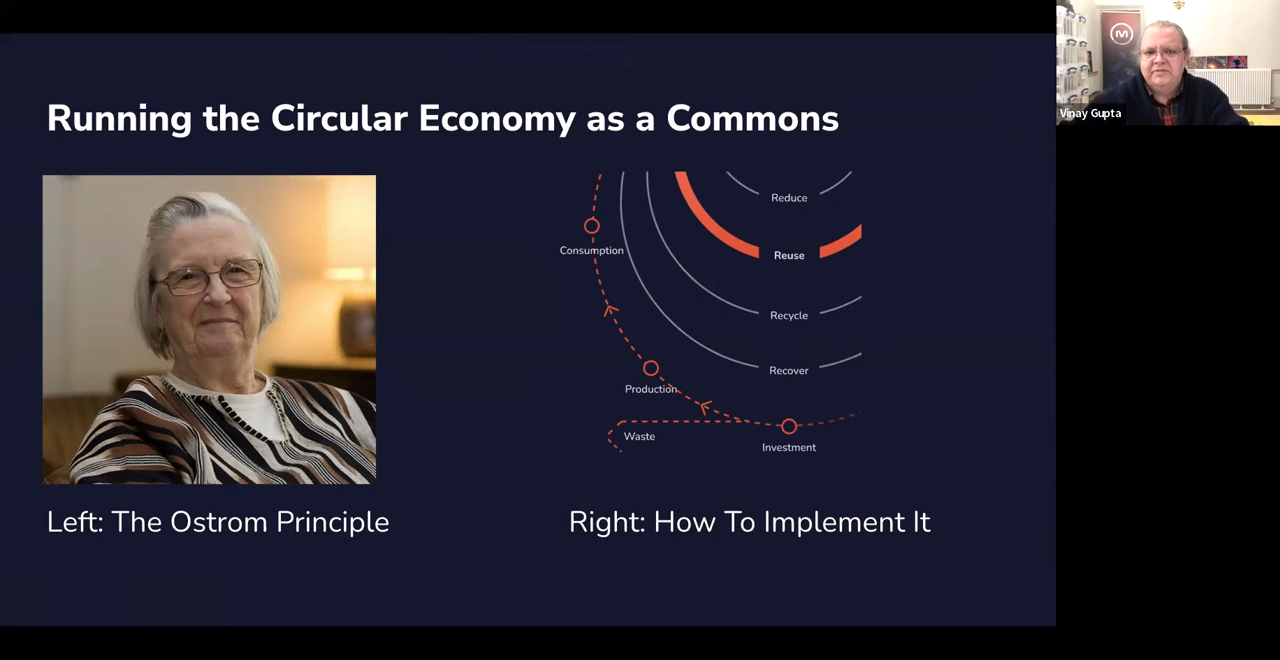 Running the Circular Economy as a Commons
Reduce
Reuse
Consumption
Recycle
Recover
Production
Waste
Investment
Left: The Ostrom Principle
Right: How To Implement It
M
Vinay Gupta